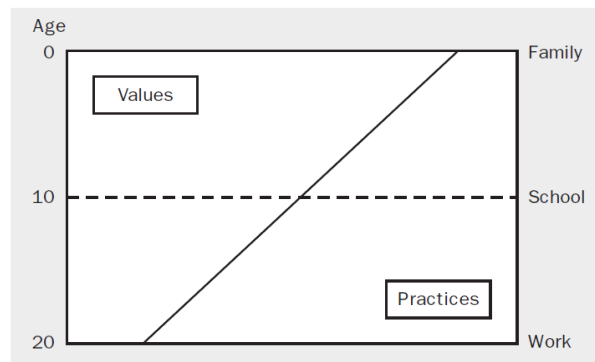 Age
0 Family
Values
10 School
Practices
20 Work